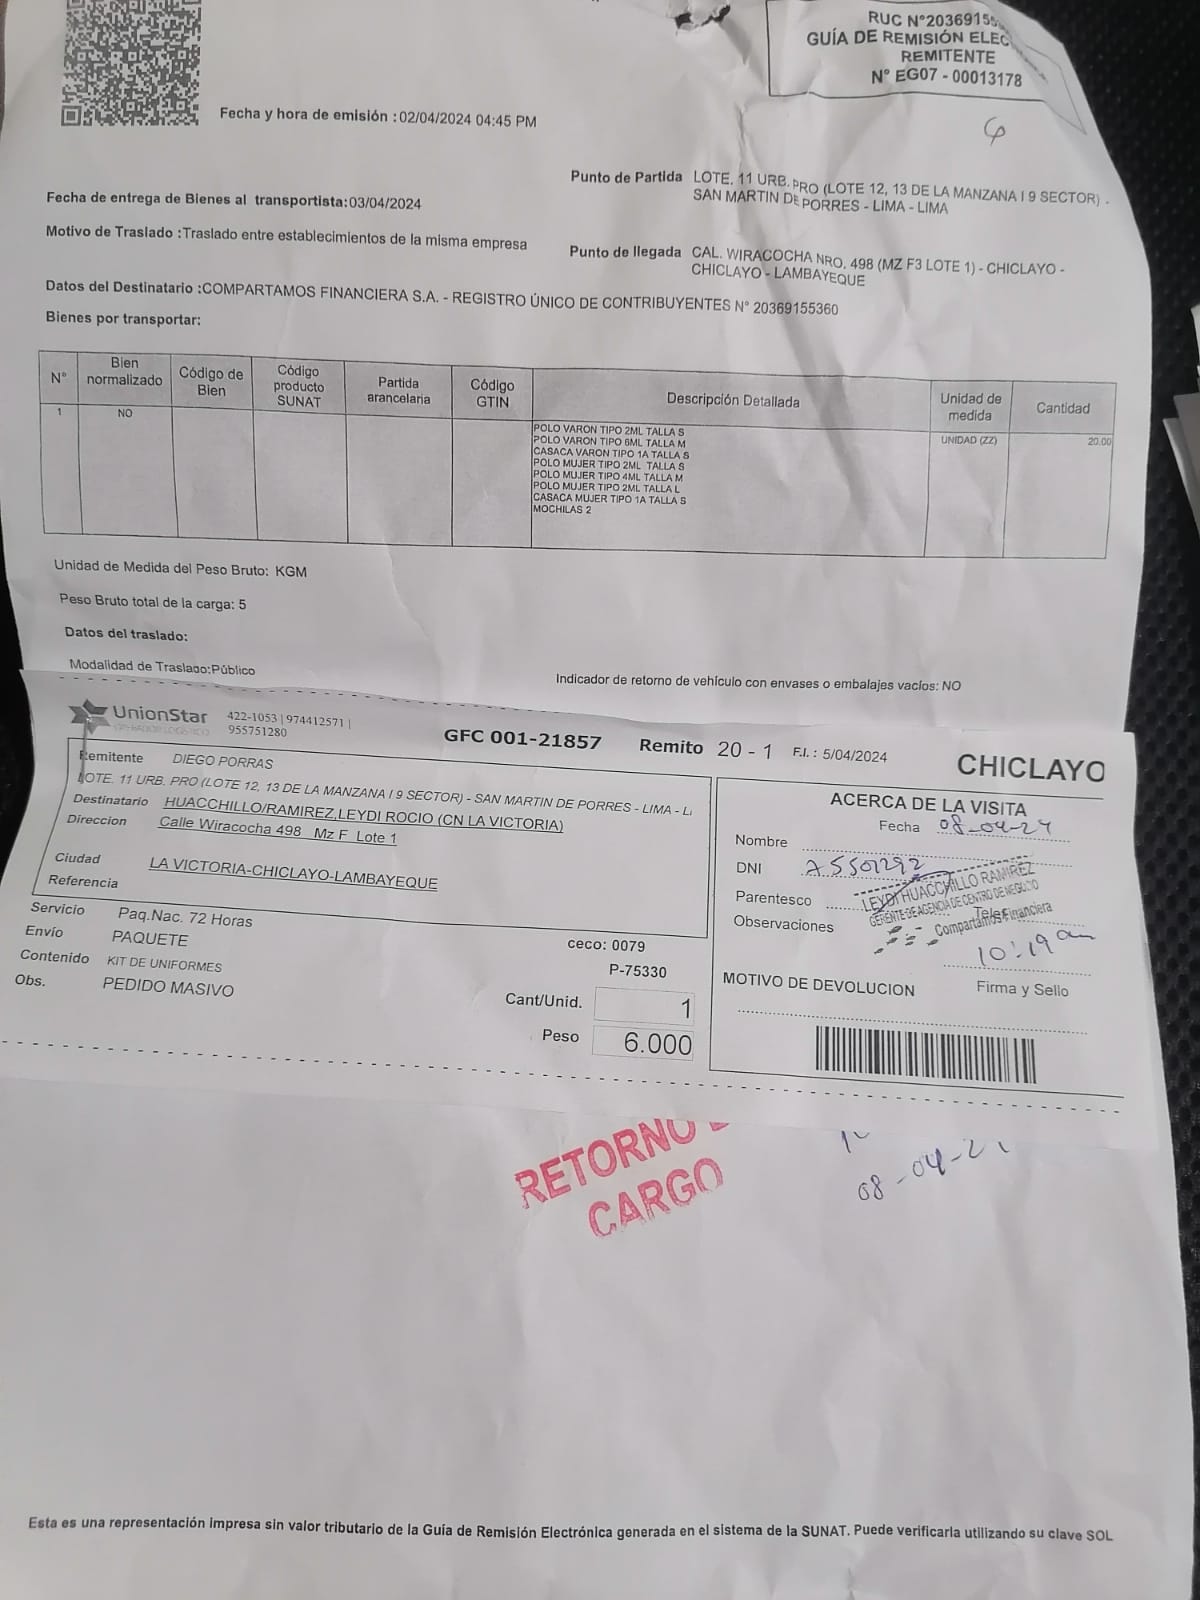 RUC N°20369155
GUÍA DE REMISIÓN ELEC
REMITENTE
N° EG07 - 00013178
Fecha y hora de emisión :02/04/2024 04:45 PM
Fecha de entrega de Bienes al transportista:03/04/2024
Punto de Partida LOTE. 11 URB. PRO (LOTE 12, 13 DE LA MANZANA I 9 SECTOR) -
SAN MARTIN DE PORRES - LIMA - LIMA
Motivo de Traslado :Traslado entre establecimientos de la misma empresa
Punto de llegada CAL. WIRACOCHA NRO. 498 (MZ F3 LOTE 1) - CHICLAYO -
CHICLAYO - LAMBAYEQUE
Datos del Destinatario :COMPARTAMOS FINANCIERA S.A. - REGISTRO ÚNICO DE CONTRIBUYENTES N° 20369155360
Bienes por transportar:
N° Bien normalizado Código de Bien Código producto SUNAT Partida arancelaria Código GTIN Descripción Detallada Unidad de medida Cantidad
1 NO POLO VARON TIPO 2ML TALLA S UNIDAD (ZZ) 20.00
POLO VARON TIPO 6ML TALLA M
CASACA VARON TIPO 1A TALLA S
POLO MUJER TIPO 2ML TALLA S
POLO MUJER TIPO 4ML TALLA M
POLO MUJER TIPO 2ML TALLA L
CASACA MUJER TIPO 1A TALLA S
MOCHILAS 2
Unidad de Medida del Peso Bruto: KGM
Peso Bruto total de la carga: 5
Datos del traslado:
Modalidad de Traslado:Público
Indicador de retorno de vehículo con envases o embalajes vacíos: NO
UnionStar
OPERADOR LOGISTICO
422-1053 | 974412571 |
955751280
GFC 001-21857 Remito 20 - 1 F.I. : 5/04/2024 CHICLAYO
Remitente DIEGO PORRAS
LOTE. 11 URB. PRO (LOTE 12, 13 DE LA MANZANA I 9 SECTOR) - SAN MARTIN DE PORRES - LIMA - LI
Destinatario HUACCHILLO/RAMIREZ,LEYDI ROCIO (CN LA VICTORIA)
Direccion Calle Wiracocha 498 Mz F Lote 1
Ciudad LA VICTORIA-CHICLAYO-LAMBAYEQUE
Referencia
Servicio Paq.Nac. 72 Horas
Envío PAQUETE
Contenido KIT DE UNIFORMES
Obs. PEDIDO MASIVO
ceco: 0079
P-75330
Cant/Unid. 1
Peso 6.000
ACERCA DE LA VISITA
Fecha 08-04-24
Nombre
DNI 75501292
Parentesco
Observaciones
LEYDI HUACCHILLO RAMIREZ
GERENTE DE AGENCIA DE CENTRO DE NEGOCIO
Compartamos Financiera
10:19 am
MOTIVO DE DEVOLUCION Firma y Sello
RETORNO
CARGO
08-04-2
Esta es una representación impresa sin valor tributario de la Guía de Remisión Electrónica generada en el sistema de la SUNAT. Puede verificarla utilizando su clave SOL